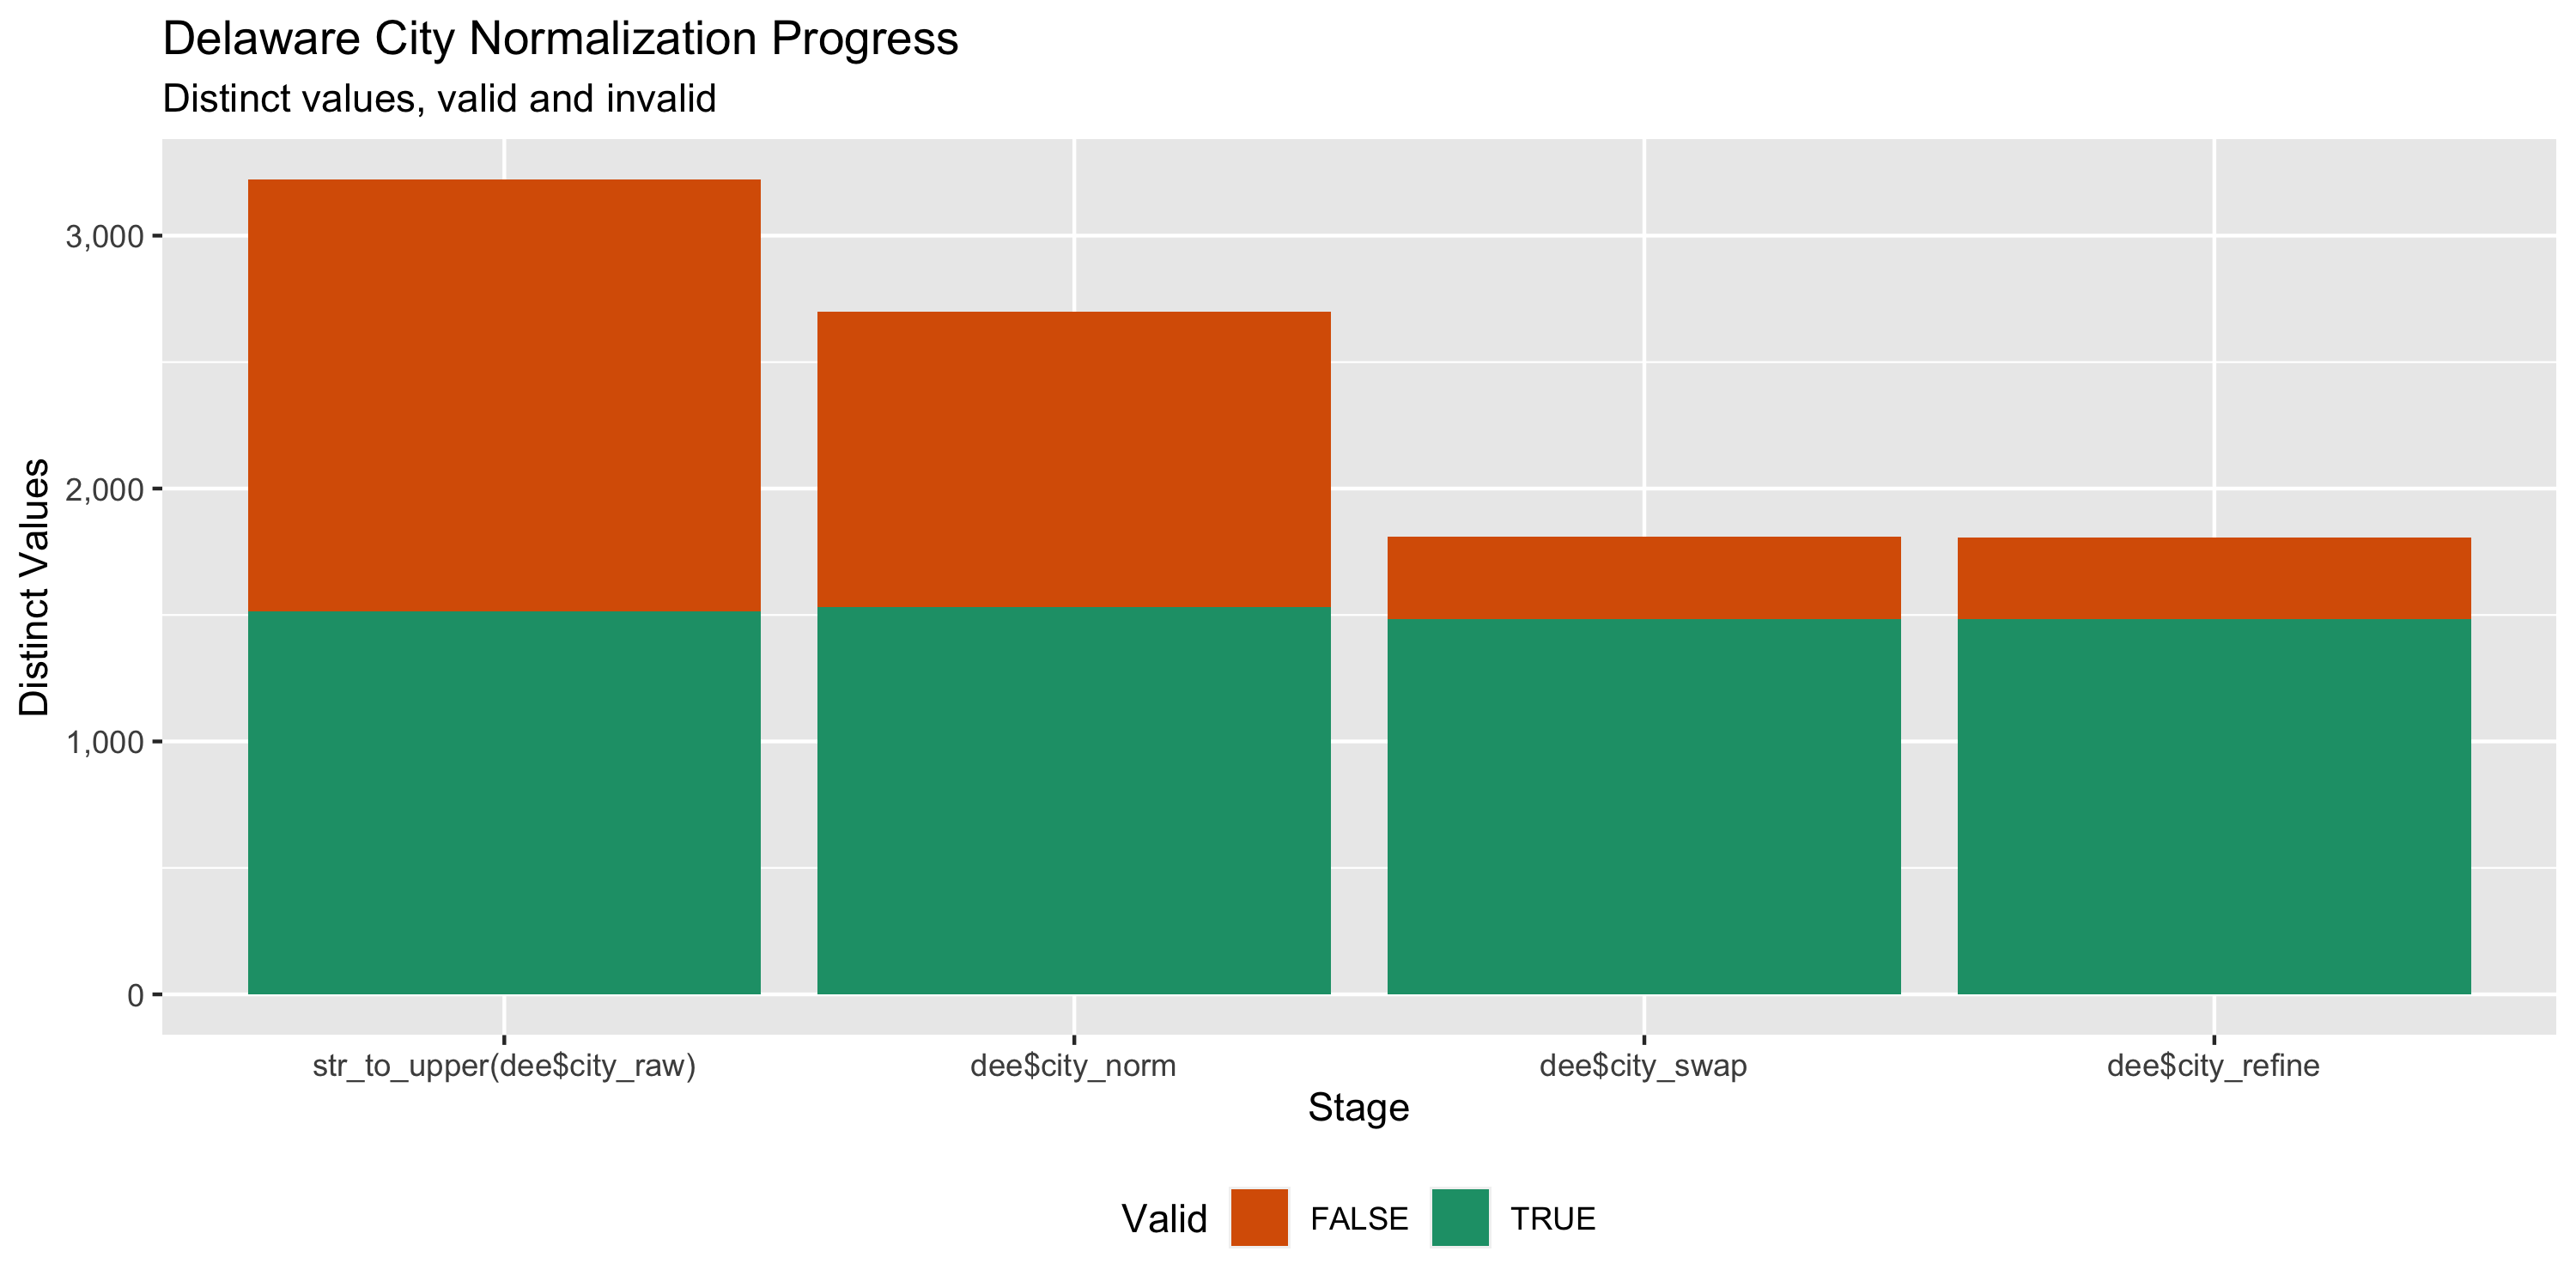 Delaware City Normalization Progress
Distinct values, valid and invalid
Distinct Values
3,000
2,000
1,000
0
str_to_upper(dee$city_raw)
dee$city_norm
dee$city_swap
dee$city_refine
Stage
Valid
FALSE
TRUE